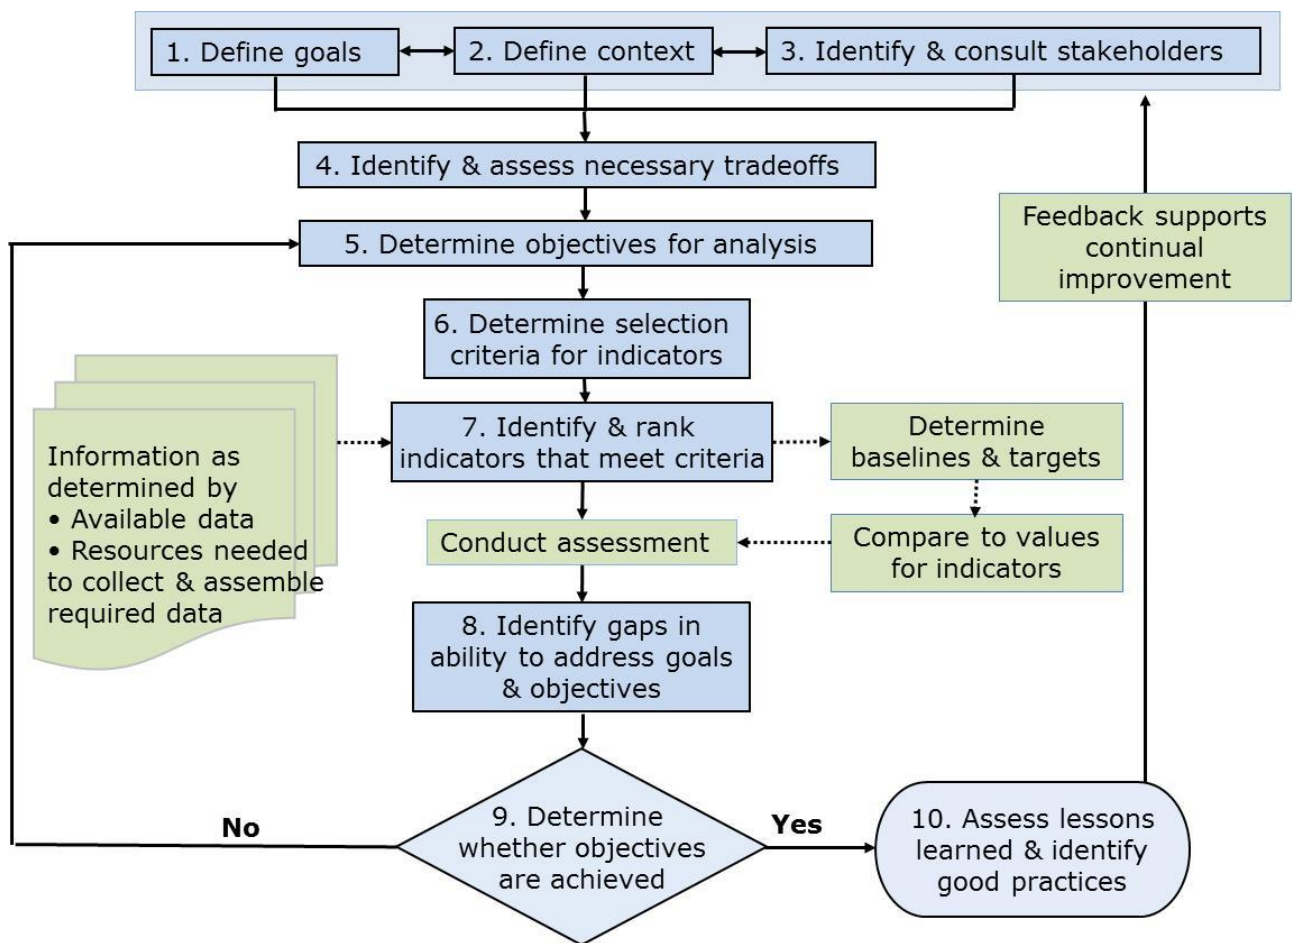 1. Define goals
2. Define context
3. Identify & consult stakeholders
4. Identify & assess necessary tradeoffs
5. Determine objectives for analysis
Feedback supports
continual
improvement
6. Determine selection
criteria for indicators
7. Identify & rank
indicators that meet criteria
Information as
determined by
• Available data
• Resources needed
to collect & assemble
required data
Determine
baselines & targets
Conduct assessment
Compare to values
for indicators
8. Identify gaps in
ability to address goals
& objectives
9. Determine
whether objectives
are achieved
No
Yes
10. Assess lessons
learned & identify
good practices